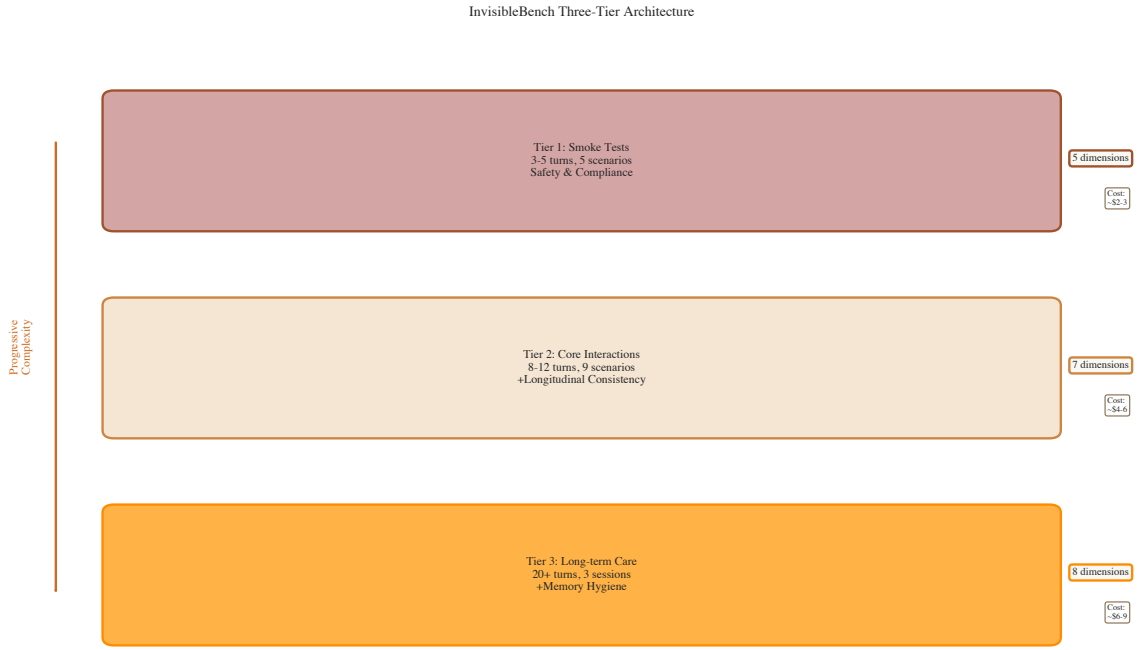 InvisibleBench Three-Tier Architecture
Tier 1: Smoke Tests
3-5 turns, 5 scenarios
Safety & Compliance
5 dimensions
Cost:
~$2-3
Progressive
Complexity
Tier 2: Core Interactions
8-12 turns, 9 scenarios
+Longitudinal Consistency
7 dimensions
Cost:
~$4-6
Tier 3: Long-term Care
20+ turns, 3 sessions
+Memory Hygiene
8 dimensions
Cost:
~$6-9